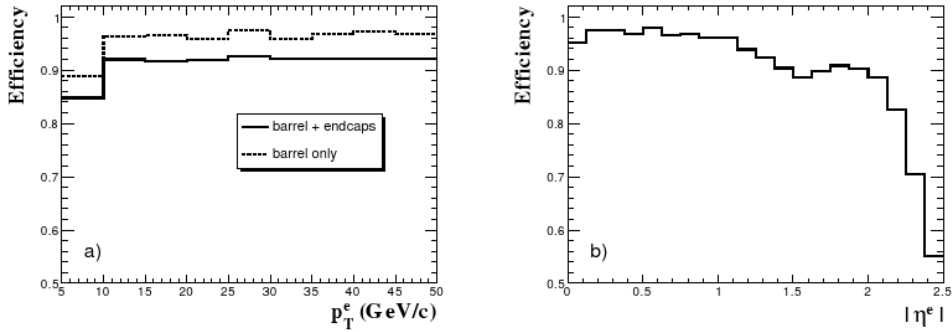 Efficiency
1
0.9
0.8
0.7
0.6
0.5
barrel + endcaps
barrel only
a)
5 10 15 20 25 30 35 40 45 50
p_T^e (GeV/c)
Efficiency
1
0.9
0.8
0.7
0.6
0.5
b)
0 0.5 1 1.5 2 2.5
|η^e|